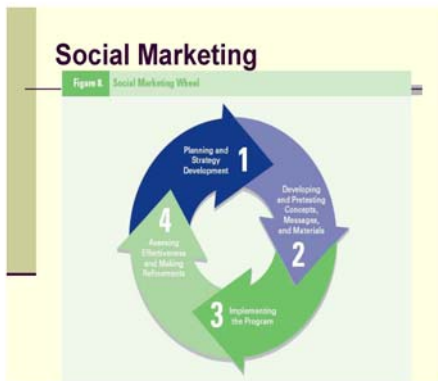 Social Marketing
Figure 8. Social Marketing Wheel
Planning and
Strategy
Development
1
Developing
and Pretesting
Concepts,
Messages,
and Materials
2
3
Implementing
the Program
4
Assessing
Effectiveness
and Making
Refinements